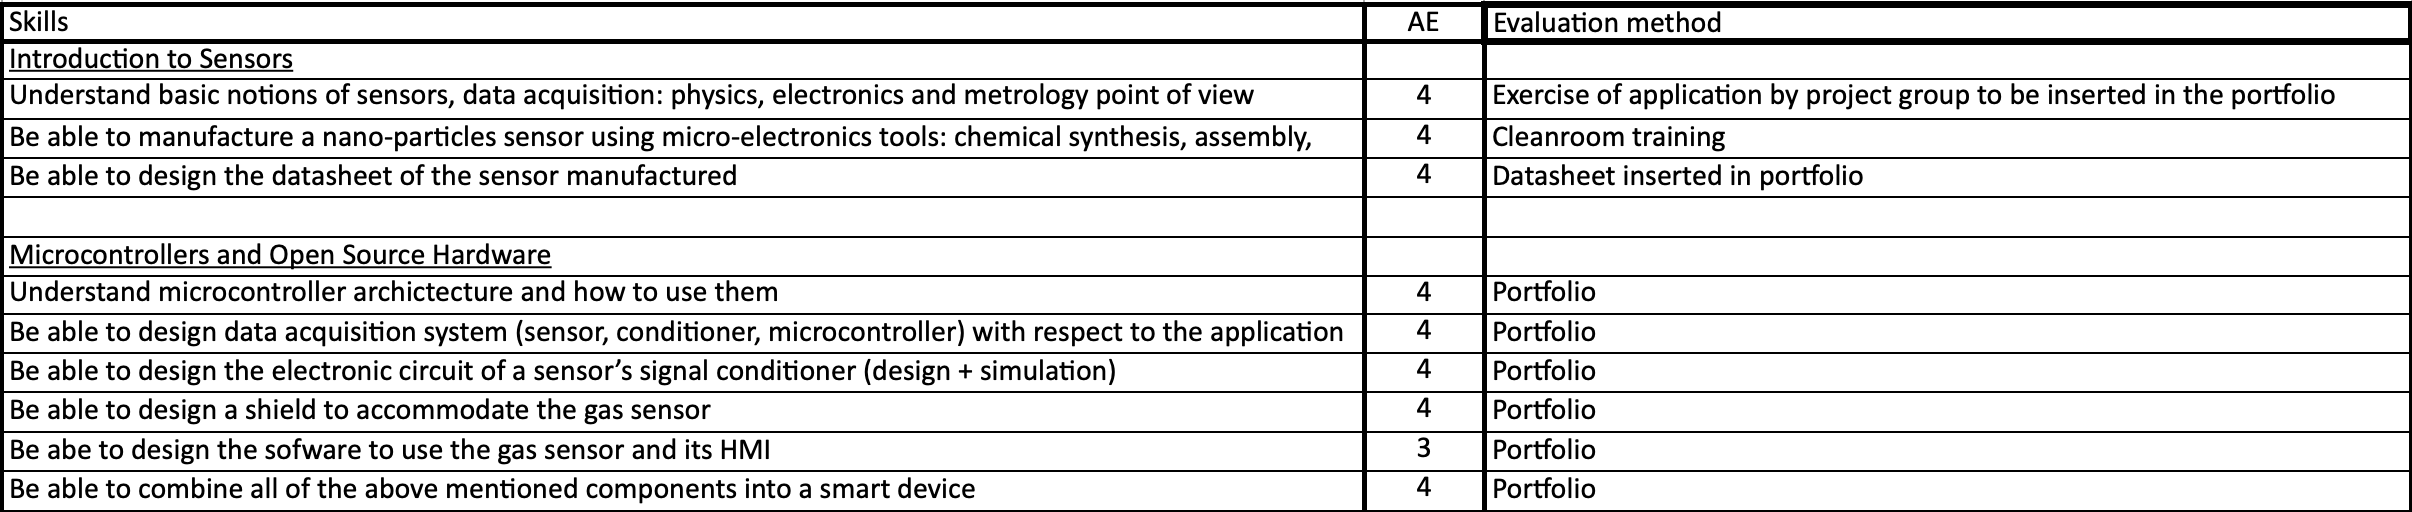 Skills AE Evaluation method
Introduction to Sensors
Understand basic notions of sensors, data acquisition: physics, electronics and metrology point of view 4 Exercise of application by project group to be inserted in the portfolio
Be able to manufacture a nano-particles sensor using micro-electronics tools: chemical synthesis, assembly, 4 Cleanroom training
Be able to design the datasheet of the sensor manufactured 4 Datasheet inserted in portfolio
Microcontrollers and Open Source Hardware
Understand microcontroller archictecture and how to use them 4 Portfolio
Be able to design data acquisition system (sensor, conditioner, microcontroller) with respect to the application 4 Portfolio
Be able to design the electronic circuit of a sensor’s signal conditioner (design + simulation) 4 Portfolio
Be able to design a shield to accommodate the gas sensor 4 Portfolio
Be abe to design the sofware to use the gas sensor and its HMI 3 Portfolio
Be able to combine all of the above mentioned components into a smart device 4 Portfolio